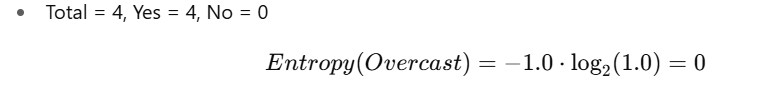 • Total = 4, Yes = 4, No = 0
Entropy(Overcast) = −1.0 · log₂(1.0) = 0